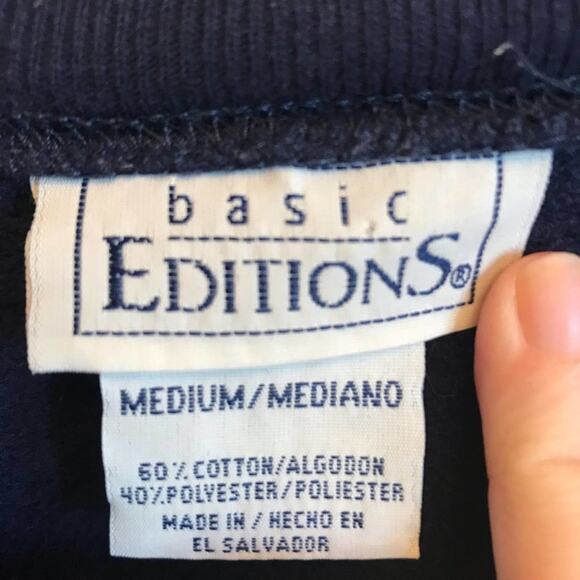 basic
EDITIONS®
MEDIUM/MEDIANO
60% COTTON/ALGODON
40% POLYESTER/POLIESTER
MADE IN / HECHO EN
EL SALVADOR